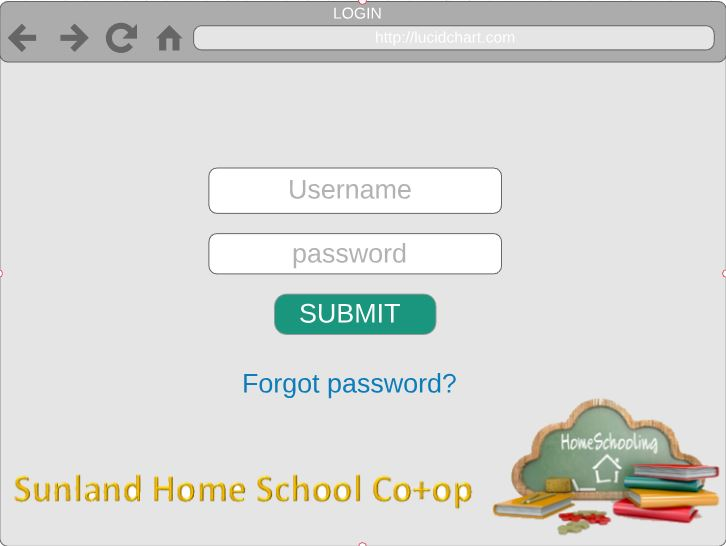 LOGIN
http://lucidchart.com
Username
password
SUBMIT
Forgot password?
HomeSchooling
Sunland Home School Co+op